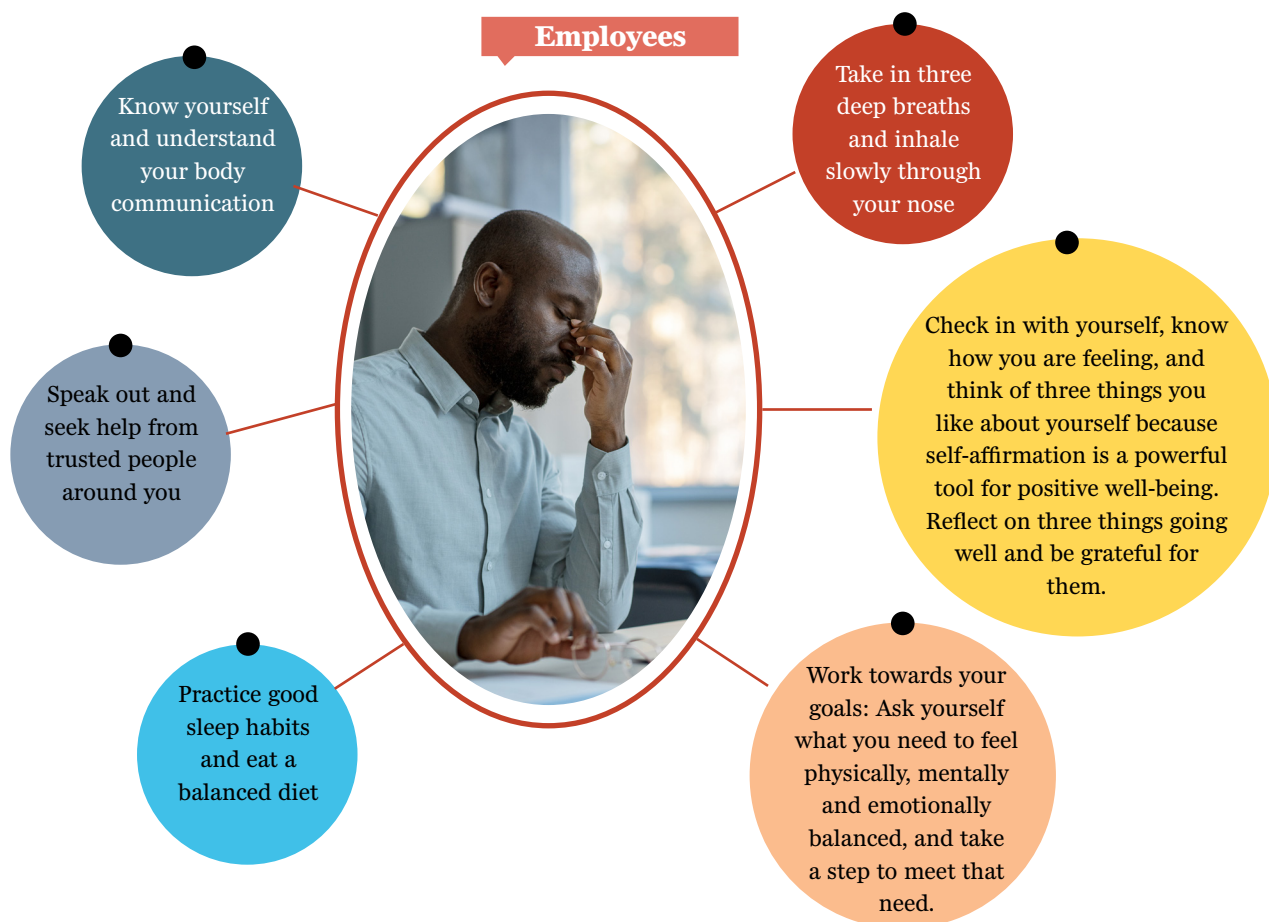 Employees
Know yourself
and understand
your body
communication
Take in three
deep breaths
and inhale
slowly through
your nose
Speak out and
seek help from
trusted people
around you
Check in with yourself, know
how you are feeling, and
think of three things you
like about yourself because
self-affirmation is a powerful
tool for positive well-being.
Reflect on three things going
well and be grateful for
them.
Practice good
sleep habits
and eat a
balanced diet
Work towards your
goals: Ask yourself
what you need to feel
physically, mentally
and emotionally
balanced, and take
a step to meet that
need.